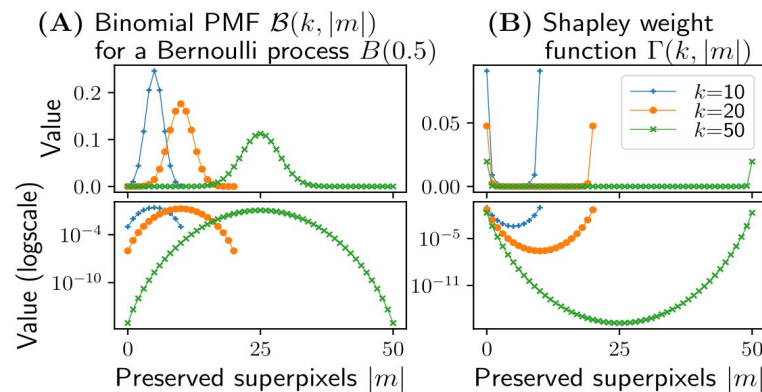 (A) Binomial PMF 𝓑(k, |m|)
for a Bernoulli process B(0.5)
(B) Shapley weight
function Γ(k, |m|)
Value
0.2
0.1
0.0
0.05
0.00
k=10
k=20
k=50
Value (logscale)
10⁻⁴
10⁻¹⁰
10⁻⁵
10⁻¹¹
0 25 50
0 25 50
Preserved superpixels |m|
Preserved superpixels |m|